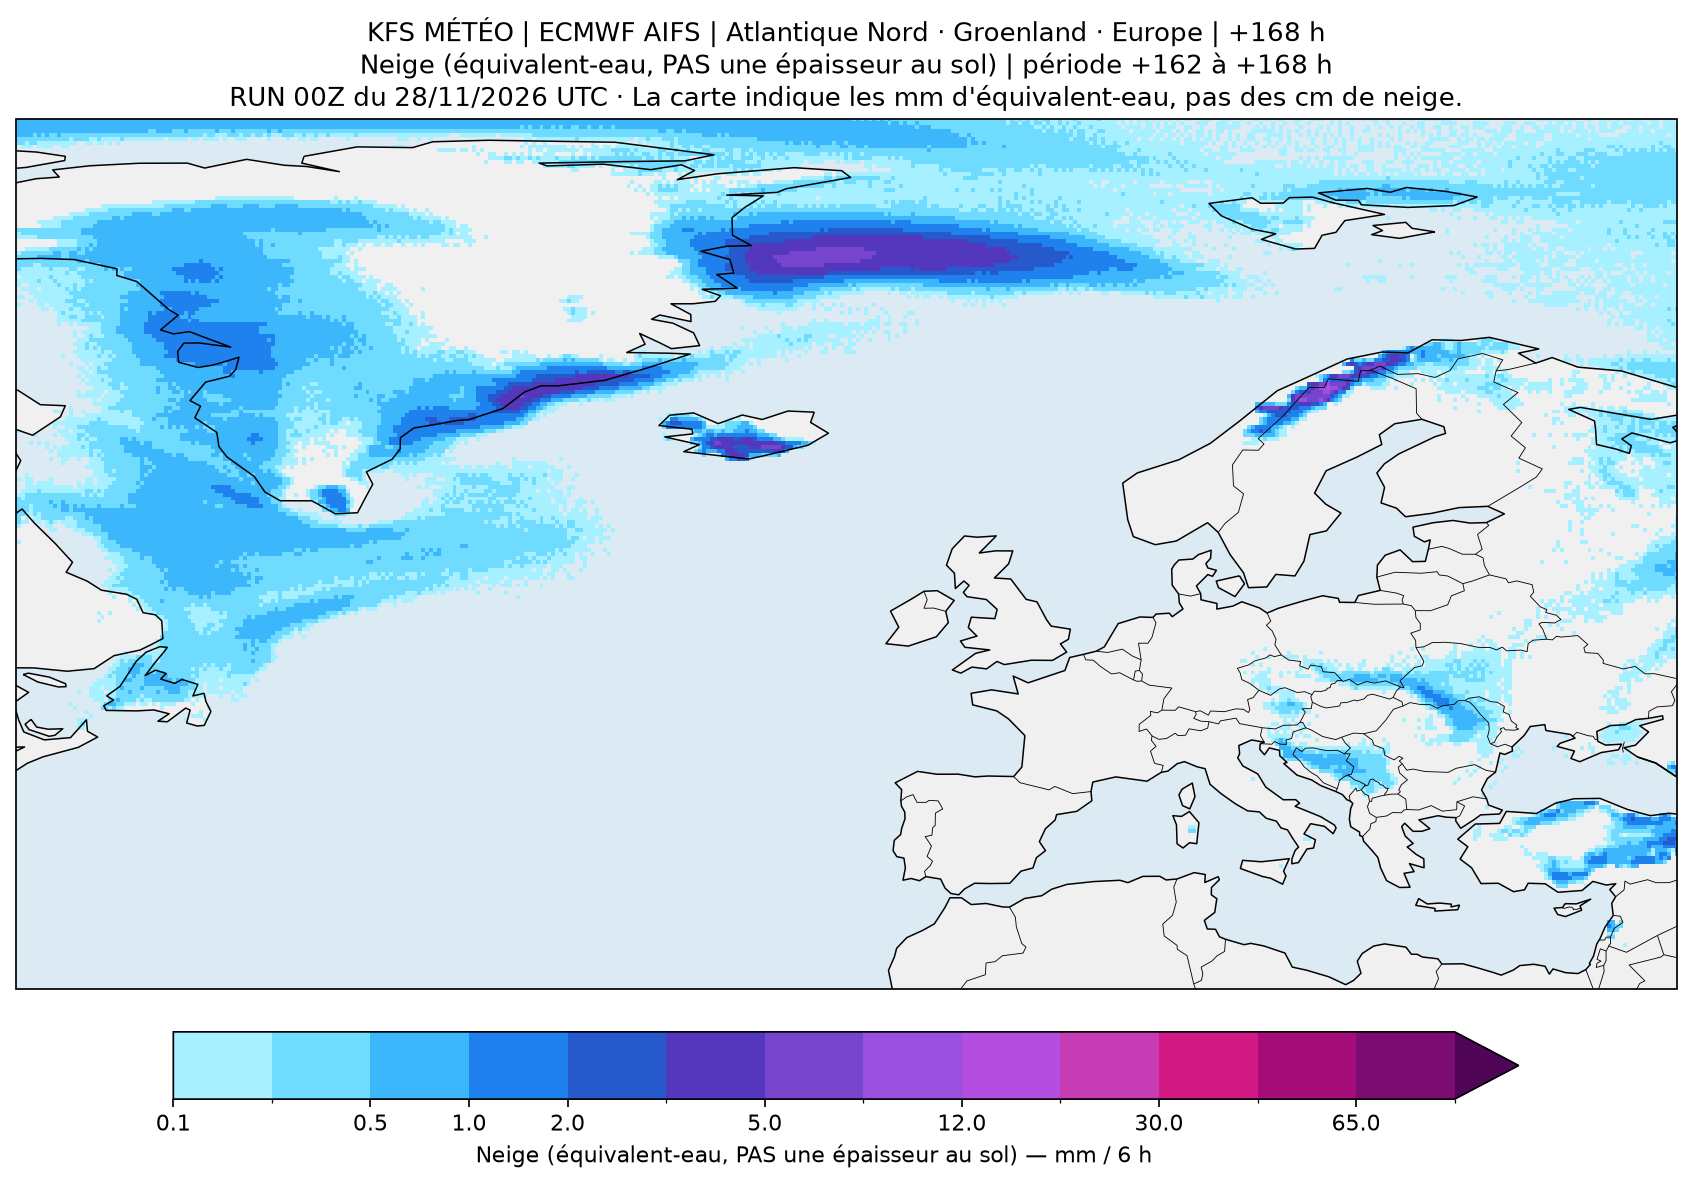 KFS MÉTÉO | ECMWF AIFS | Atlantique Nord · Groenland · Europe | +168 h
Neige (équivalent-eau, PAS une épaisseur au sol) | période +162 à +168 h
RUN 00Z du 28/11/2026 UTC · La carte indique les mm d'équivalent-eau, pas des cm de neige.
0.1 0.5 1.0 2.0 5.0 12.0 30.0 65.0
Neige (équivalent-eau, PAS une épaisseur au sol) — mm / 6 h